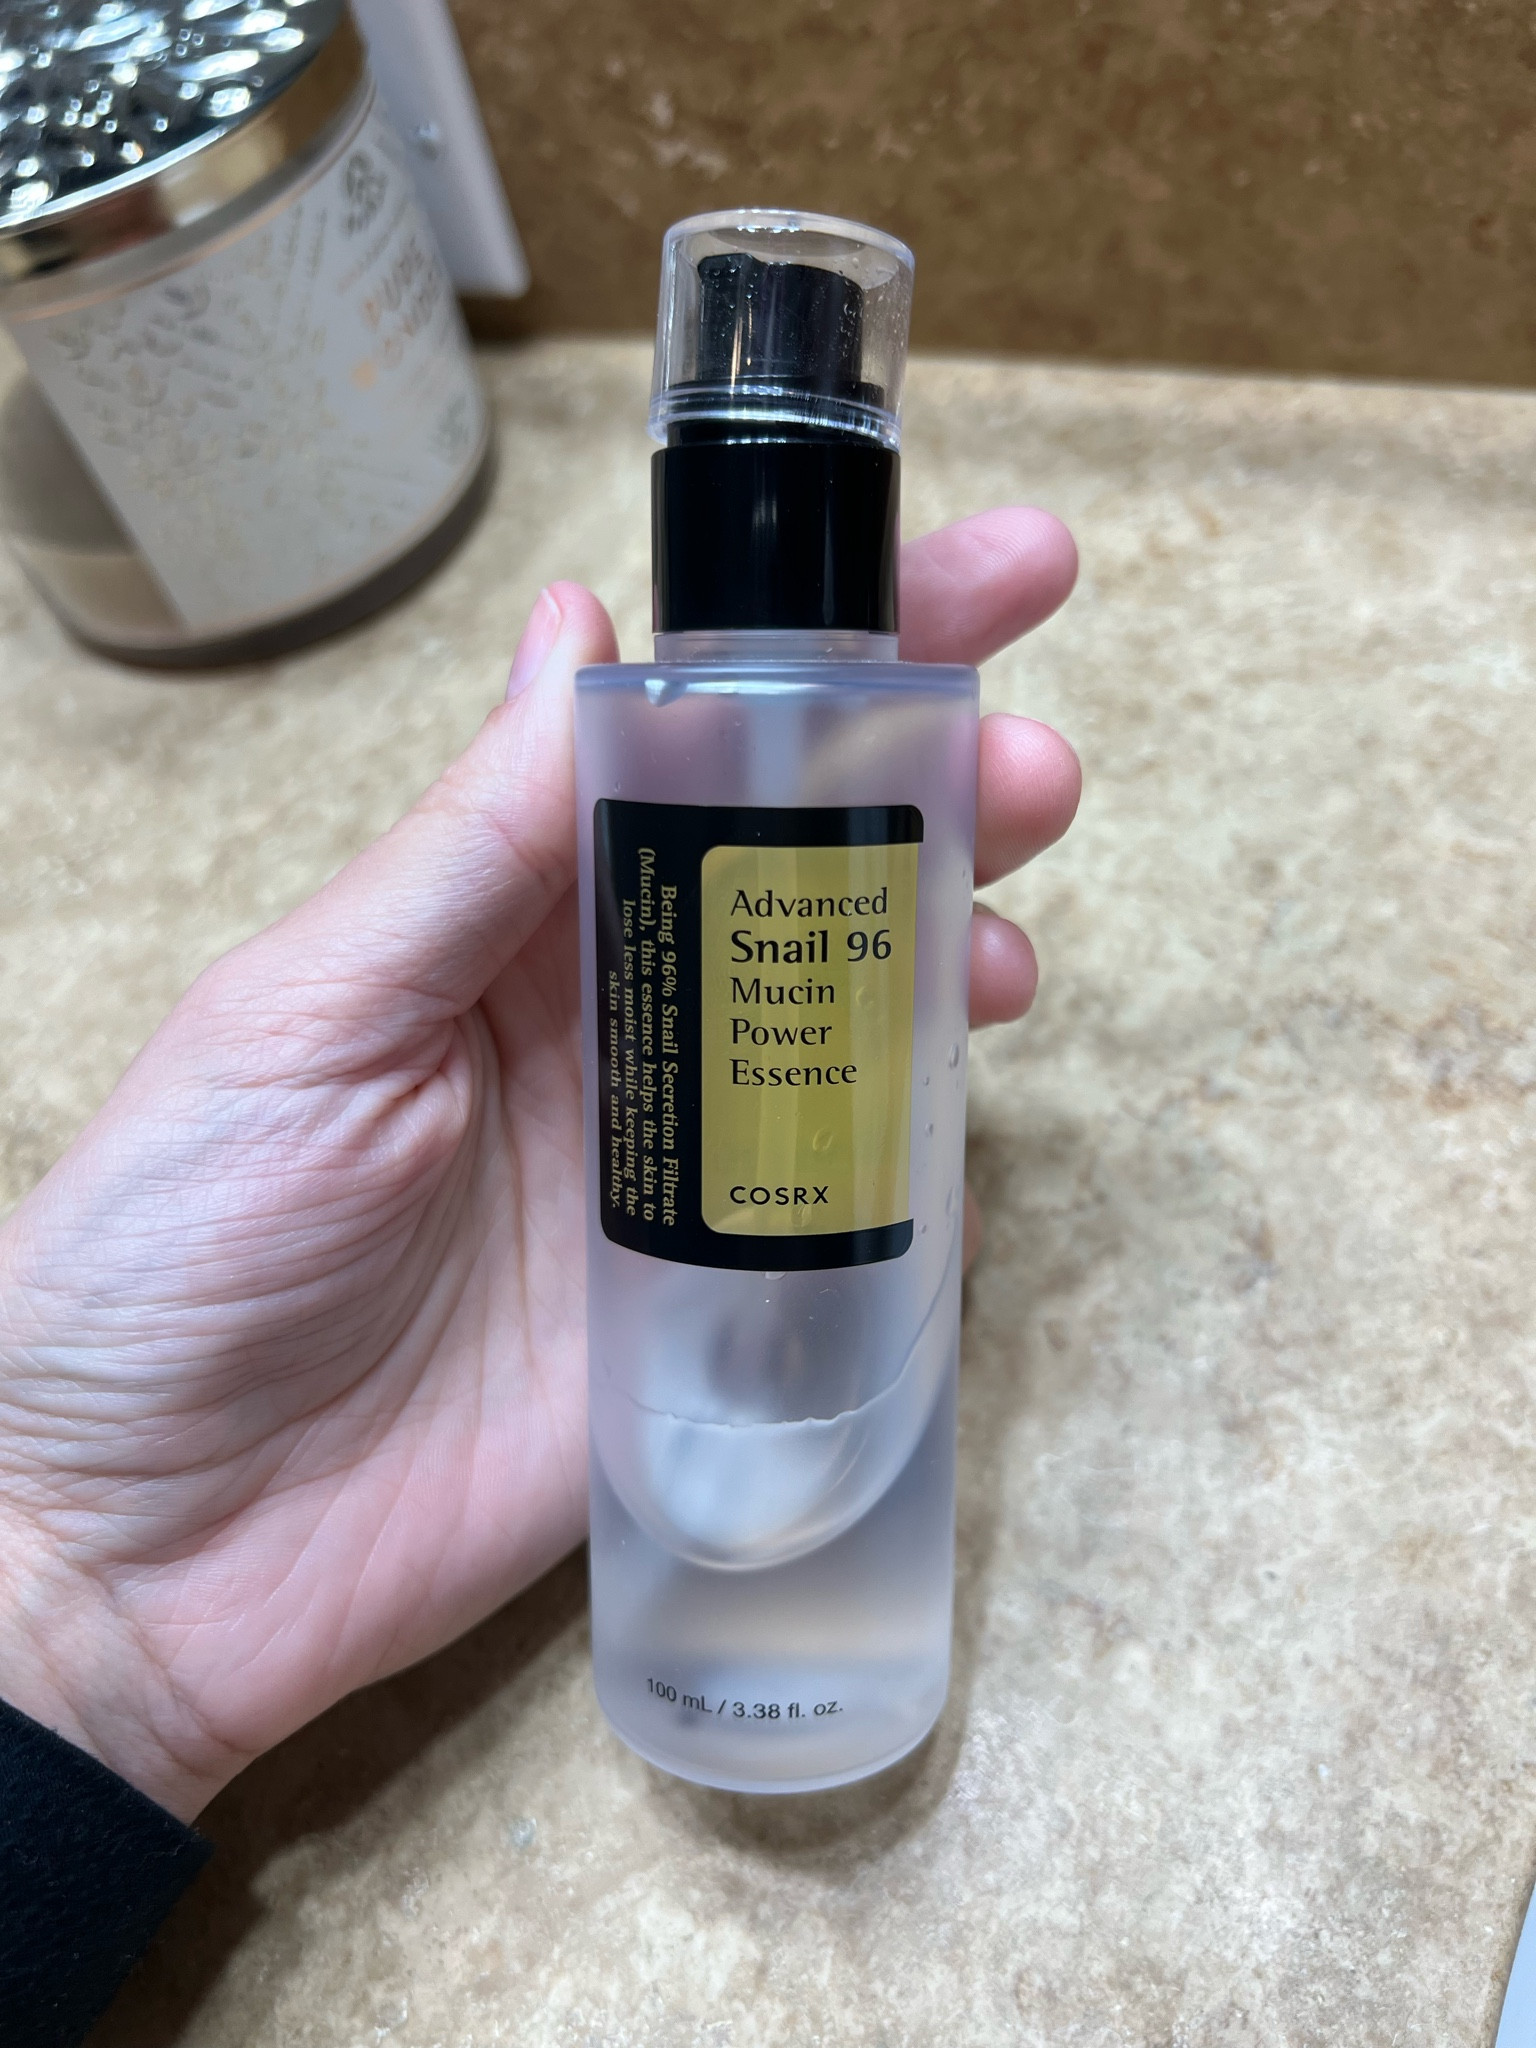 Advanced
Snail 96
Mucin
Power
Essence
COSRX
Being 96% Snail Secretion Filtrate
(Mucin), this essence helps the skin to
lose less moist while keeping the
skin smooth and healthy.
100 mL / 3.38 fl. oz.